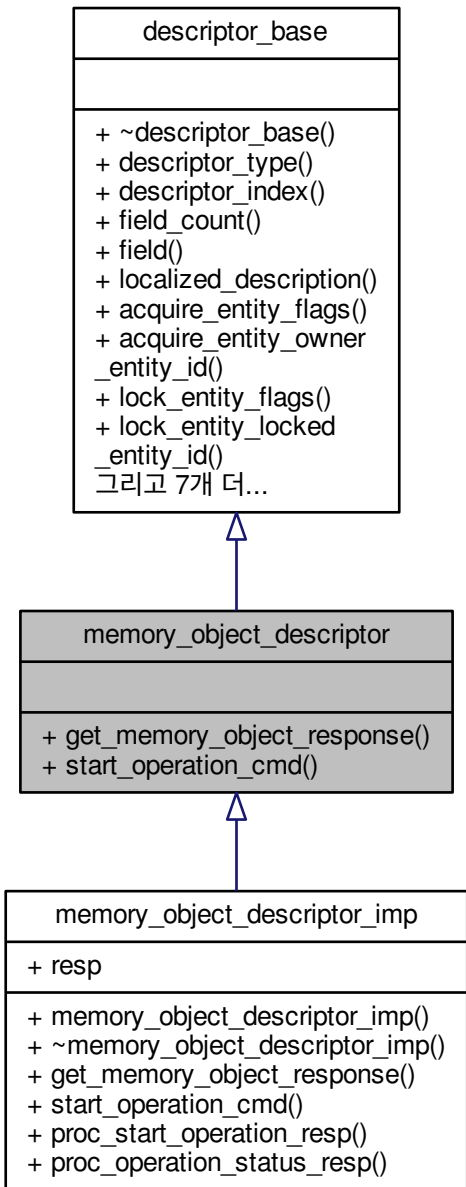 descriptor_base
+ ~descriptor_base()
+ descriptor_type()
+ descriptor_index()
+ field_count()
+ field()
+ localized_description()
+ acquire_entity_flags()
+ acquire_entity_owner
_entity_id()
+ lock_entity_flags()
+ lock_entity_locked
_entity_id()
그리고 7개 더...
memory_object_descriptor
+ get_memory_object_response()
+ start_operation_cmd()
memory_object_descriptor_imp
+ resp
+ memory_object_descriptor_imp()
+ ~memory_object_descriptor_imp()
+ get_memory_object_response()
+ start_operation_cmd()
+ proc_start_operation_resp()
+ proc_operation_status_resp()